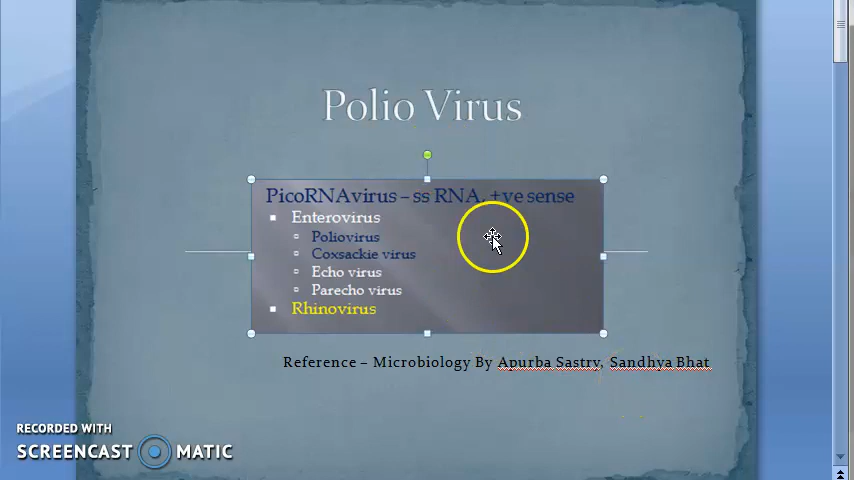 Polio Virus
PicoRNAvirus – ss RNA, +ve sense
Enterovirus
Poliovirus
Coxsackie virus
Echo virus
Parecho virus
Rhinovirus
Reference – Microbiology By Apurba Sastry, Sandhya Bhat
RECORDED WITH
SCREENCAST MATIC